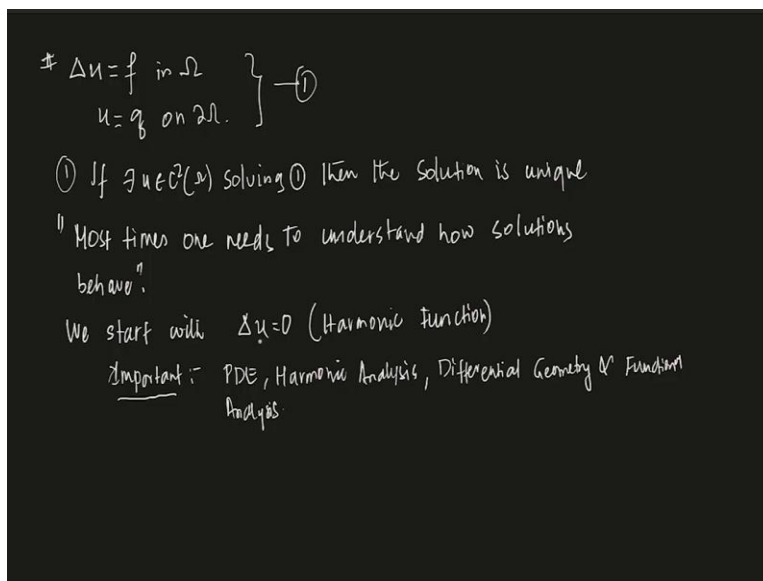 # Δu = f in Ω
u = g on ∂Ω. } —①
① If ∃ u ∈ C²(Ω) solving ① then the solution is unique
"Most times one needs to understand how solutions
behave".
We start with Δu = 0 (Harmonic Function)
Important :- PDE, Harmonic Analysis, Differential Geometry & Functional
Analysis.